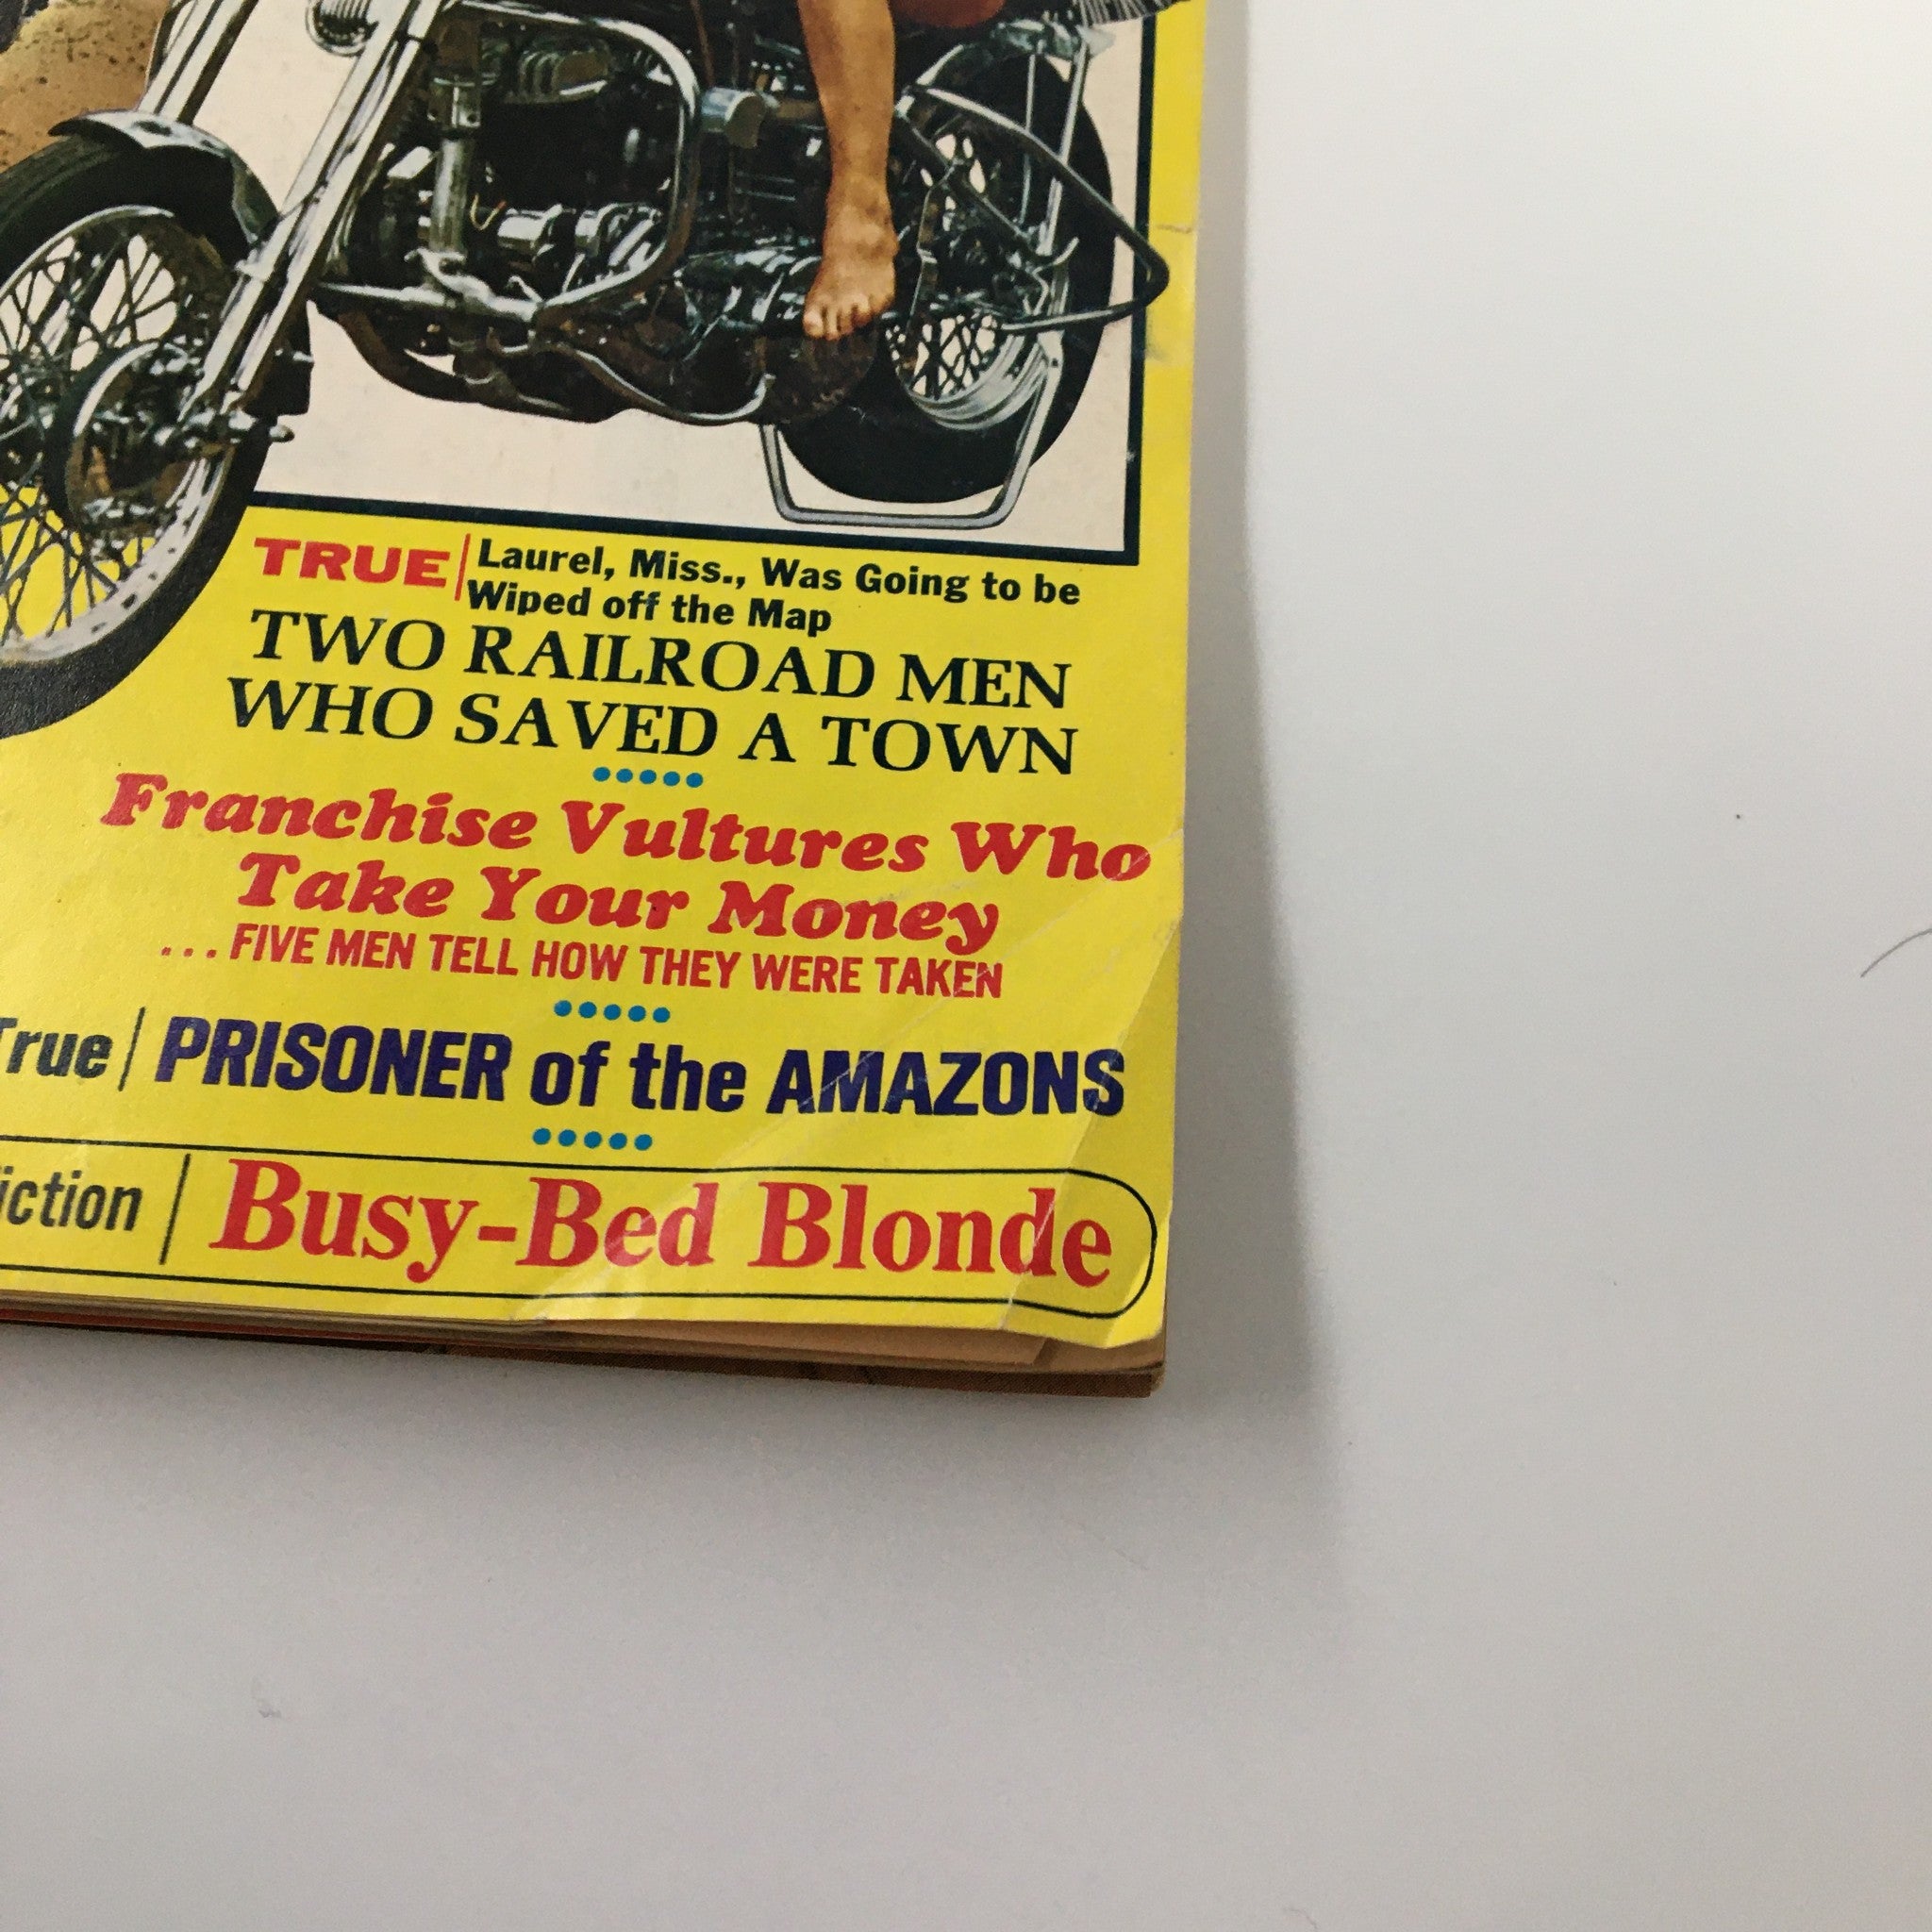 TRUE | Laurel, Miss., Was Going to be
Wiped off the Map
TWO RAILROAD MEN
WHO SAVED A TOWN
Franchise Vultures Who
Take Your Money
...FIVE MEN TELL HOW THEY WERE TAKEN
True | PRISONER of the AMAZONS
iction | Busy-Bed Blonde